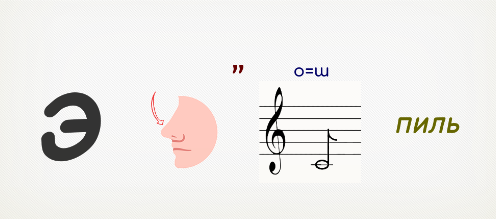 о=ш
Э ,, пиль